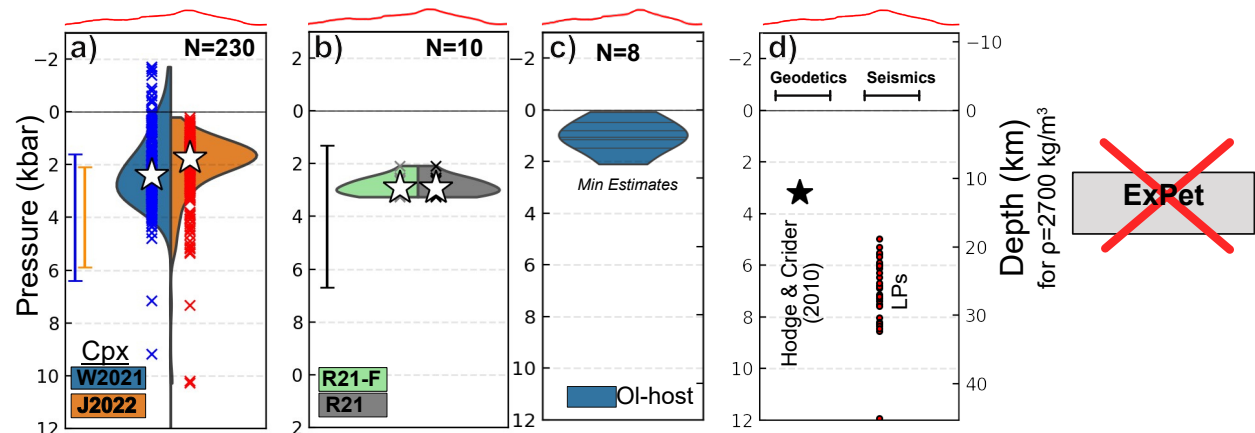 a)
N=230
−2
0
2
4
6
8
10
12
Pressure (kbar)
Cpx
W2021
J2022
b)
N=10
2
0
2
4
6
8
0
2
R21-F
R21
c)
N=8
−2
0
2
4
6
8
10
12
Min Estimates
Ol-host
d)
Geodetics
Seismics
−2
0
2
4
6
8
10
12
Hodge & Crider
(2010)
LPs
−10
0
10
20
30
40
Depth (km)
for ρ=2700 kg/m³
ExPet